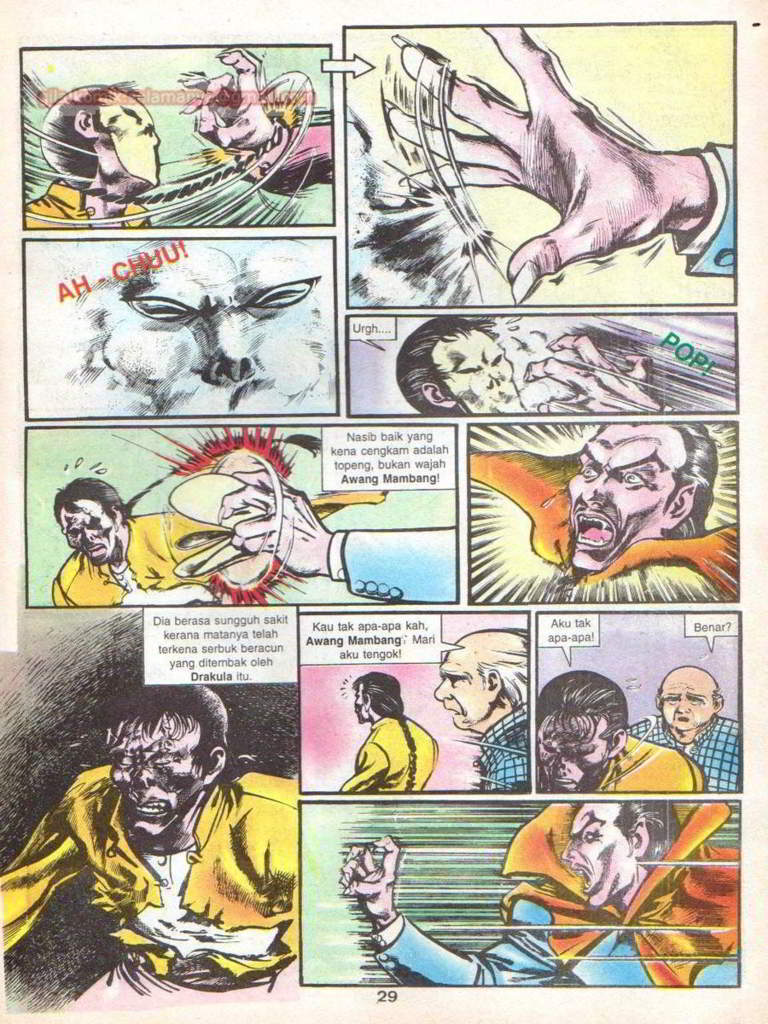 AH - CHUU!
Urgh....
POP!
Nasib baik yang
kena cengkam adalah
topeng, bukan wajah
Awang Mambang!
Dia berasa sungguh sakit
kerana matanya telah
terkena serbuk beracun
yang ditembak oleh
Drakula itu.
Kau tak apa-apa kah,
Awang Mambang? Mari
aku tengok!
Aku tak
apa-apa!
Benar?
29